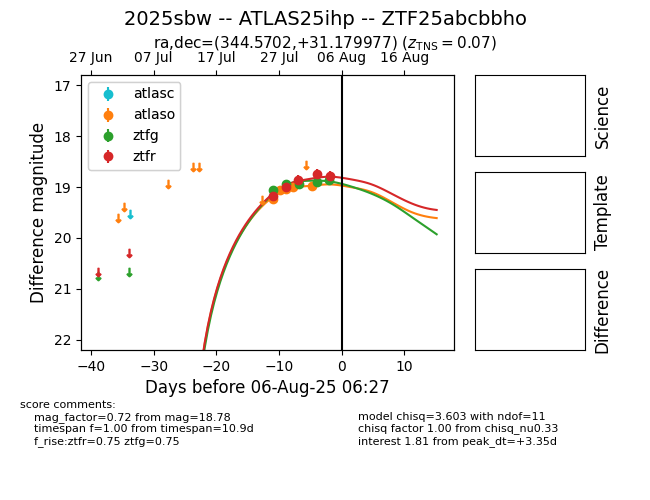 2025sbw -- ATLAS25ihp -- ZTF25abcbbho
ra,dec=(344.5702,+31.179977) (z_TNS = 0.07)
27 Jun 07 Jul 17 Jul 27 Jul 06 Aug 16 Aug
atlasc
atlaso
ztfg
ztfr
17
18
19
20
21
22
Difference magnitude
−40 −30 −20 −10 0 10
Days before 06-Aug-25 06:27
Science
Template
Difference
score comments:
mag_factor=0.72 from mag=18.78
timespan f=1.00 from timespan=10.9d
f_rise:ztfr=0.75 ztfg=0.75
model chisq=3.603 with ndof=11
chisq factor 1.00 from chisq_nu0.33
interest 1.81 from peak_dt=+3.35d